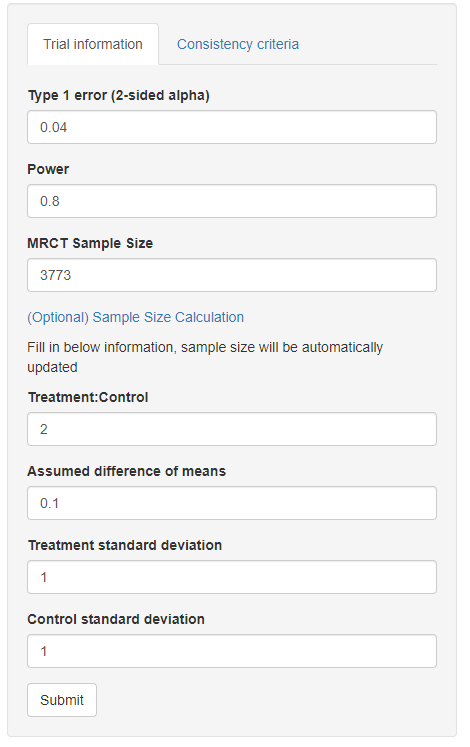 Trial information
Consistency criteria
Type 1 error (2-sided alpha)
0.04
Power
0.8
MRCT Sample Size
3773
(Optional) Sample Size Calculation
Fill in below information, sample size will be automatically
updated
Treatment:Control
2
Assumed difference of means
0.1
Treatment standard deviation
1
Control standard deviation
1
Submit